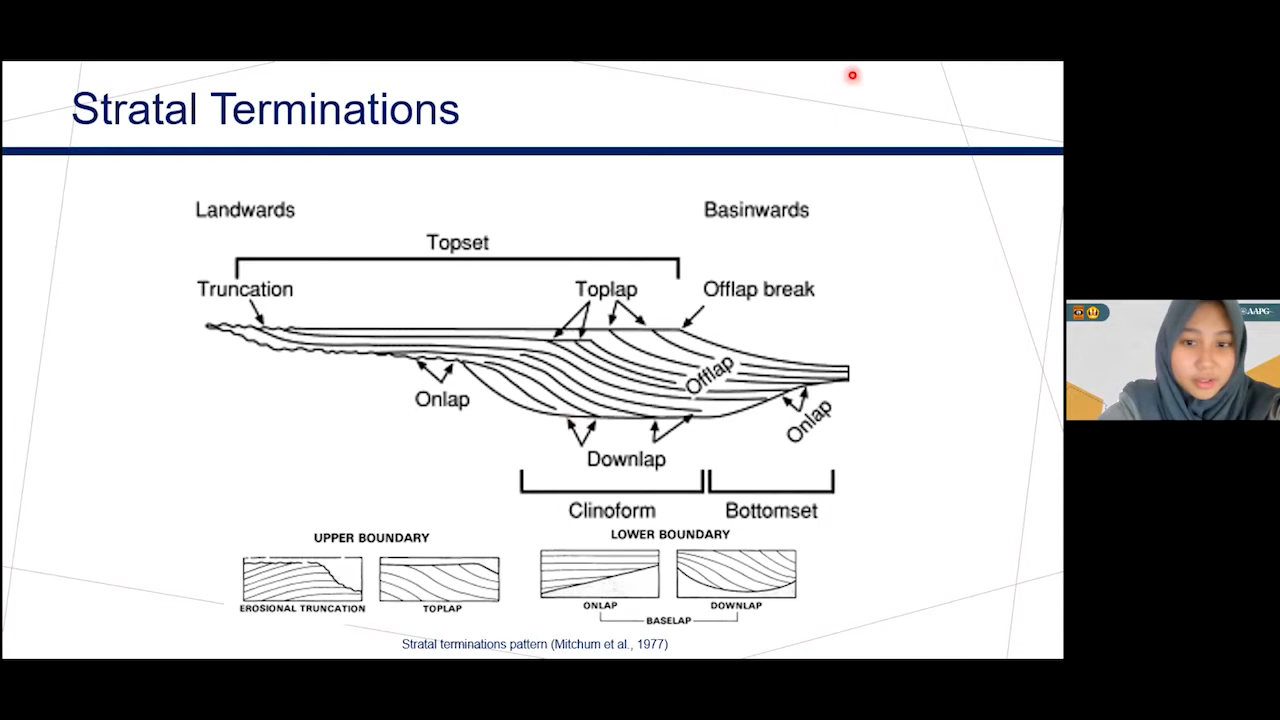 Stratal Terminations
Landwards
Basinwards
Topset
Truncation
Toplap
Offlap break
Offlap
Onlap
Onlap
Downlap
Clinoform
Bottomset
UPPER BOUNDARY
LOWER BOUNDARY
EROSIONAL TRUNCATION
TOPLAP
ONLAP
DOWNLAP
BASELAP
Stratal terminations pattern (Mitchum et al., 1977)
AAPG